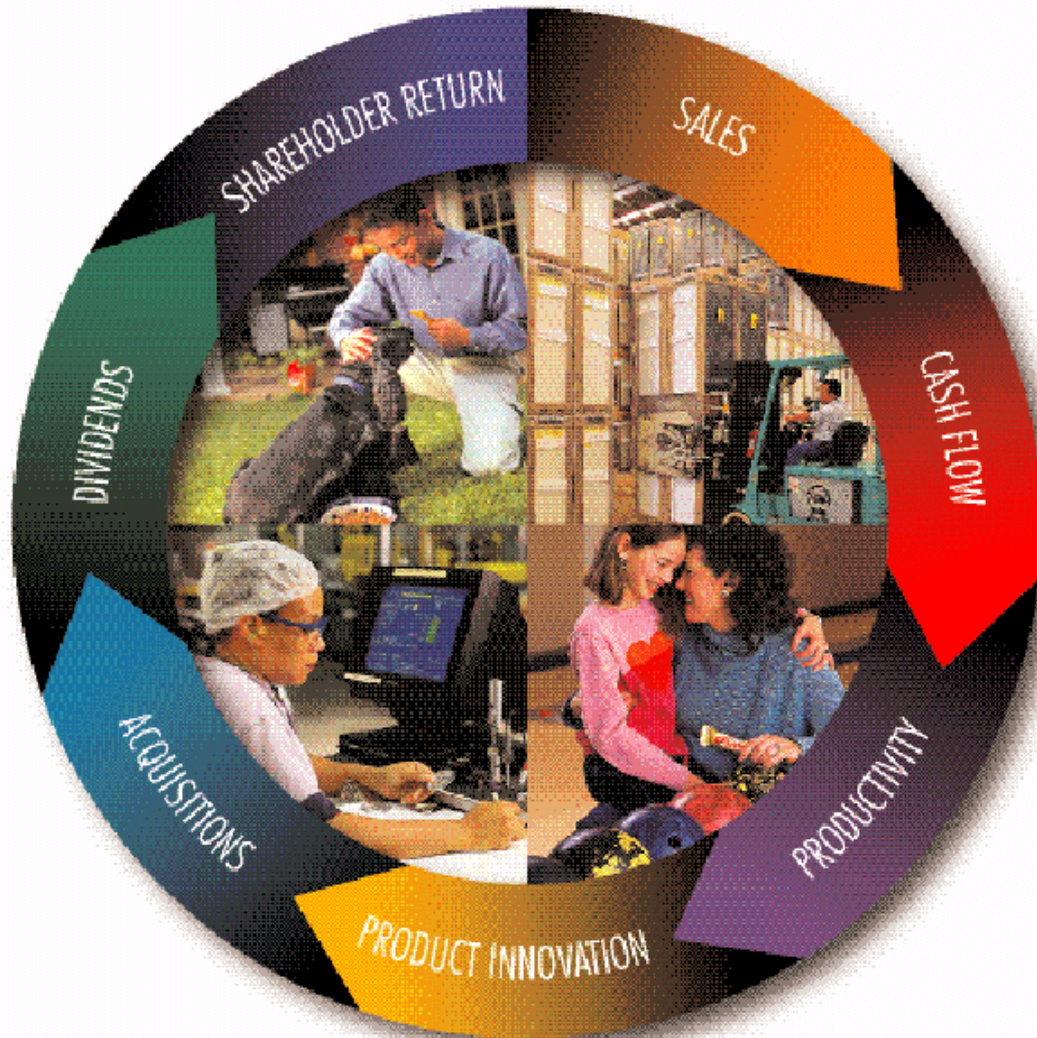 SHAREHOLDER RETURN
SALES
CASH FLOW
PRODUCTIVITY
PRODUCT INNOVATION
ACQUISITIONS
DIVIDENDS